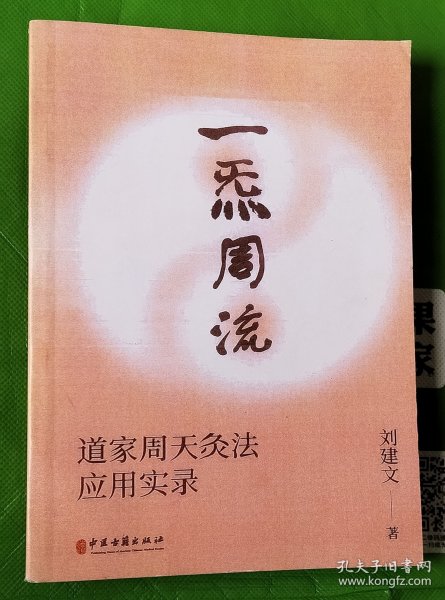 一炁周流
道家周天灸法
应用实录
刘建文 著
中医古籍出版社
孔夫子旧书网
www.kongfz.com